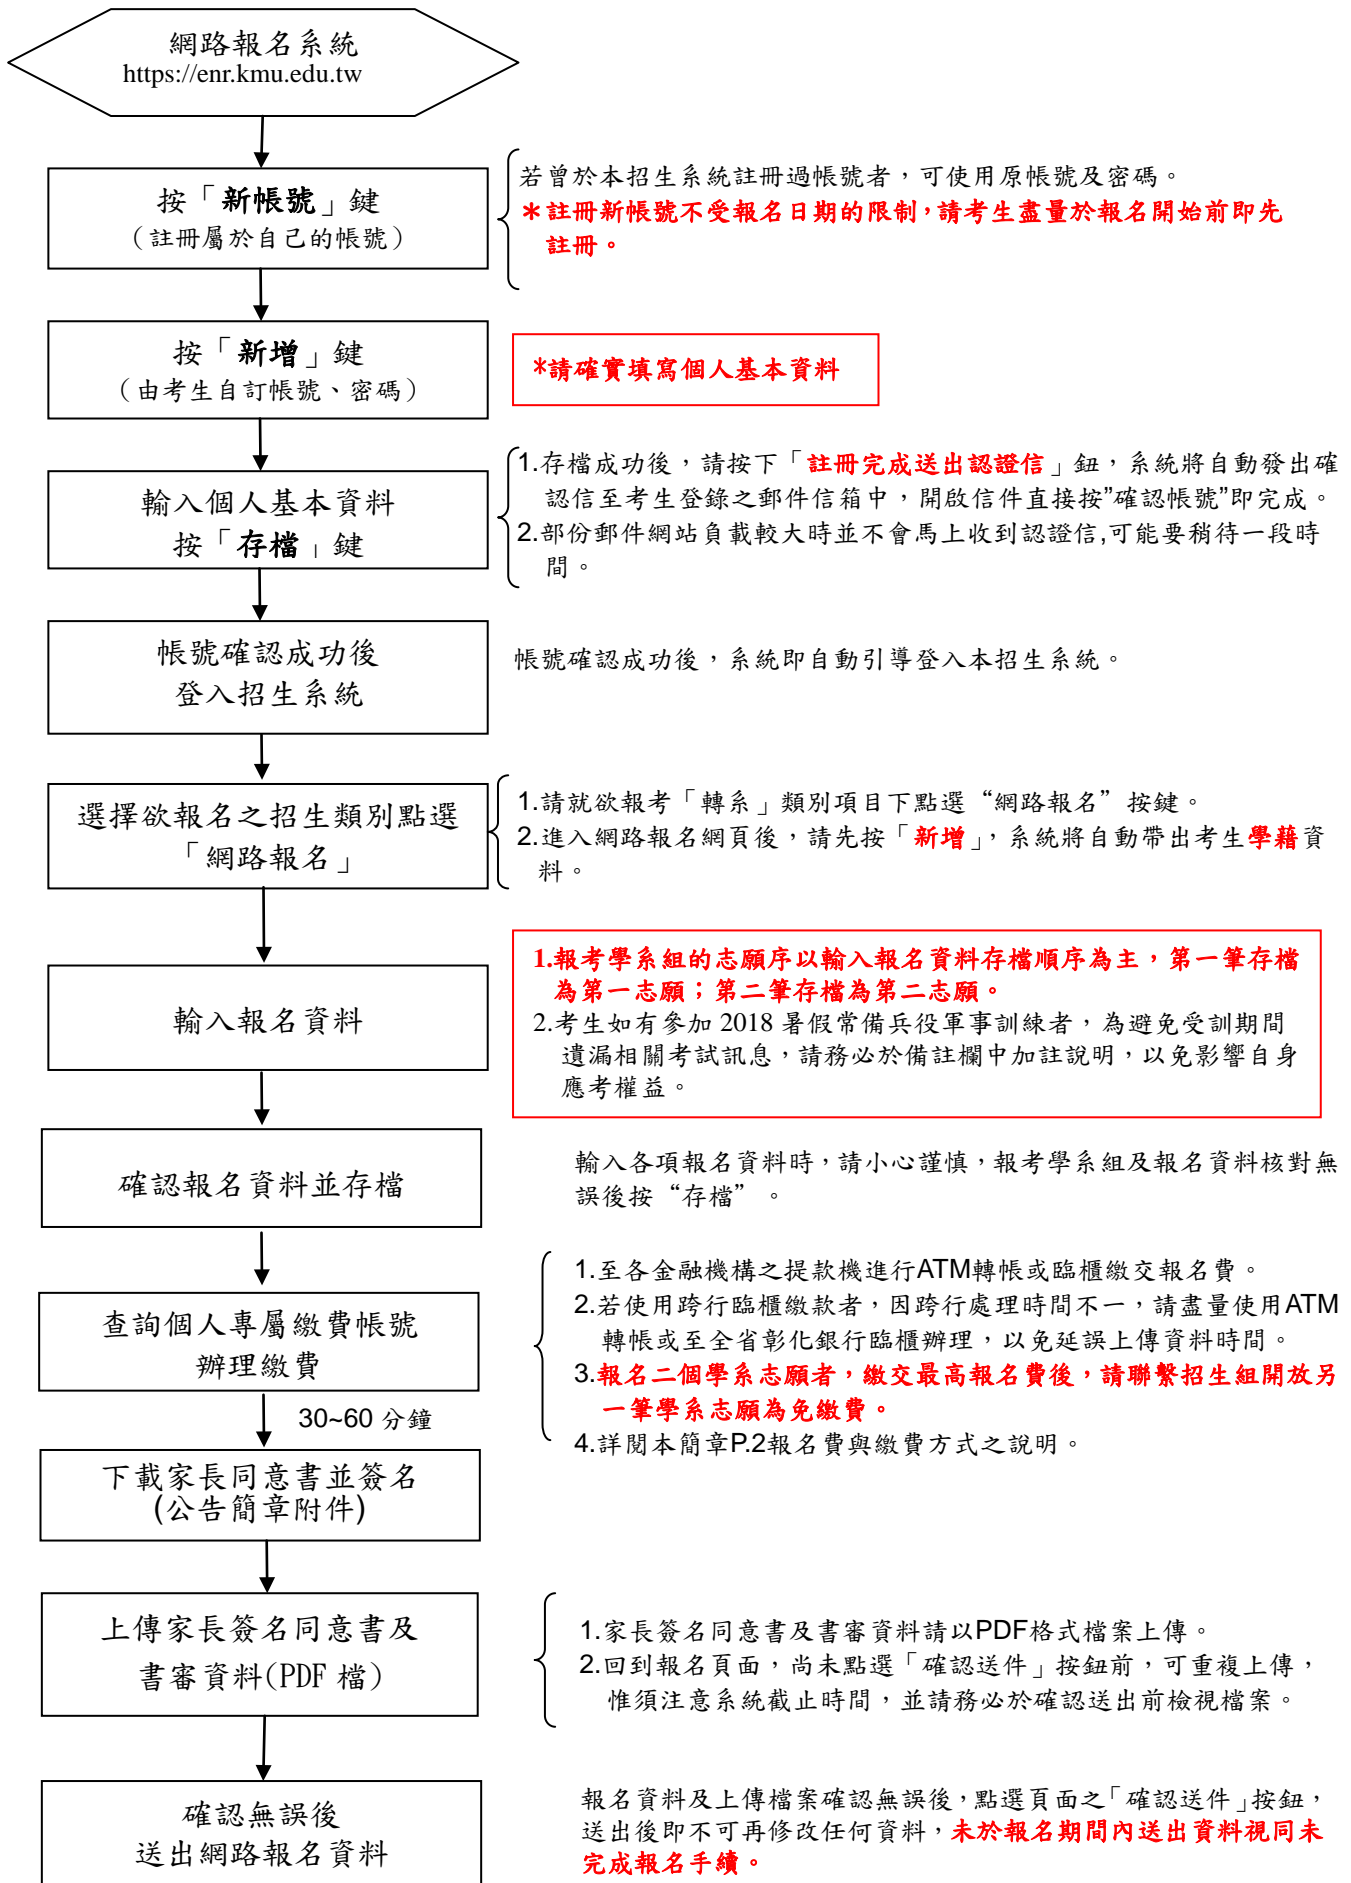 網路報名系統
https://enr.kmu.edu.tw
按「新帳號」鍵
（註冊屬於自己的帳號）
若曾於本招生系統註冊過帳號者，可使用原帳號及密碼。
＊註冊新帳號不受報名日期的限制，請考生盡量於報名開始前即先
註冊。
按「新增」鍵
（由考生自訂帳號、密碼）
*請確實填寫個人基本資料
輸入個人基本資料
按「存檔」鍵
1.存檔成功後，請按下「註冊完成送出認證信」鈕，系統將自動發出確
認信至考生登錄之郵件信箱中，開啟信件直接按”確認帳號”即完成。
2.部份郵件網站負載較大時並不會馬上收到認證信,可能要稍待一段時
間。
帳號確認成功後
登入招生系統
帳號確認成功後，系統即自動引導登入本招生系統。
選擇欲報名之招生類別點選
「網路報名」
1.請就欲報考「轉系」類別項目下點選“網路報名”按鍵。
2.進入網路報名網頁後，請先按「新增」，系統將自動帶出考生學藉資
料。
輸入報名資料
1.報考學系組的志願序以輸入報名資料存檔順序為主，第一筆存檔
為第一志願；第二筆存檔為第二志願。
2.考生如有參加 2018 暑假常備兵役軍事訓練者，為避免受訓期間
遺漏相關考試訊息，請務必於備註欄中加註說明，以免影響自身
應考權益。
確認報名資料並存檔
輸入各項報名資料時，請小心謹慎，報考學系組及報名資料核對無
誤後按“存檔”。
查詢個人專屬繳費帳號
辦理繳費
1.至各金融機構之提款機進行ATM轉帳或臨櫃繳交報名費。
2.若使用跨行臨櫃繳款者，因跨行處理時間不一，請盡量使用ATM
轉帳或至全省彰化銀行臨櫃辦理，以免延誤上傳資料時間。
3.報名二個學系志願者，繳交最高報名費後，請聯繫招生組開放另
一筆學系志願為免繳費。
4.詳閱本簡章P.2報名費與繳費方式之說明。
30~60 分鐘
下載家長同意書並簽名
(公告簡章附件)
上傳家長簽名同意書及
書審資料(PDF 檔)
1.家長簽名同意書及書審資料請以PDF格式檔案上傳。
2.回到報名頁面，尚未點選「確認送件」按鈕前，可重複上傳，
惟須注意系統截止時間，並請務必於確認送出前檢視檔案。
確認無誤後
送出網路報名資料
報名資料及上傳檔案確認無誤後，點選頁面之「確認送件」按鈕，
送出後即不可再修改任何資料，未於報名期間內送出資料視同未
完成報名手續。